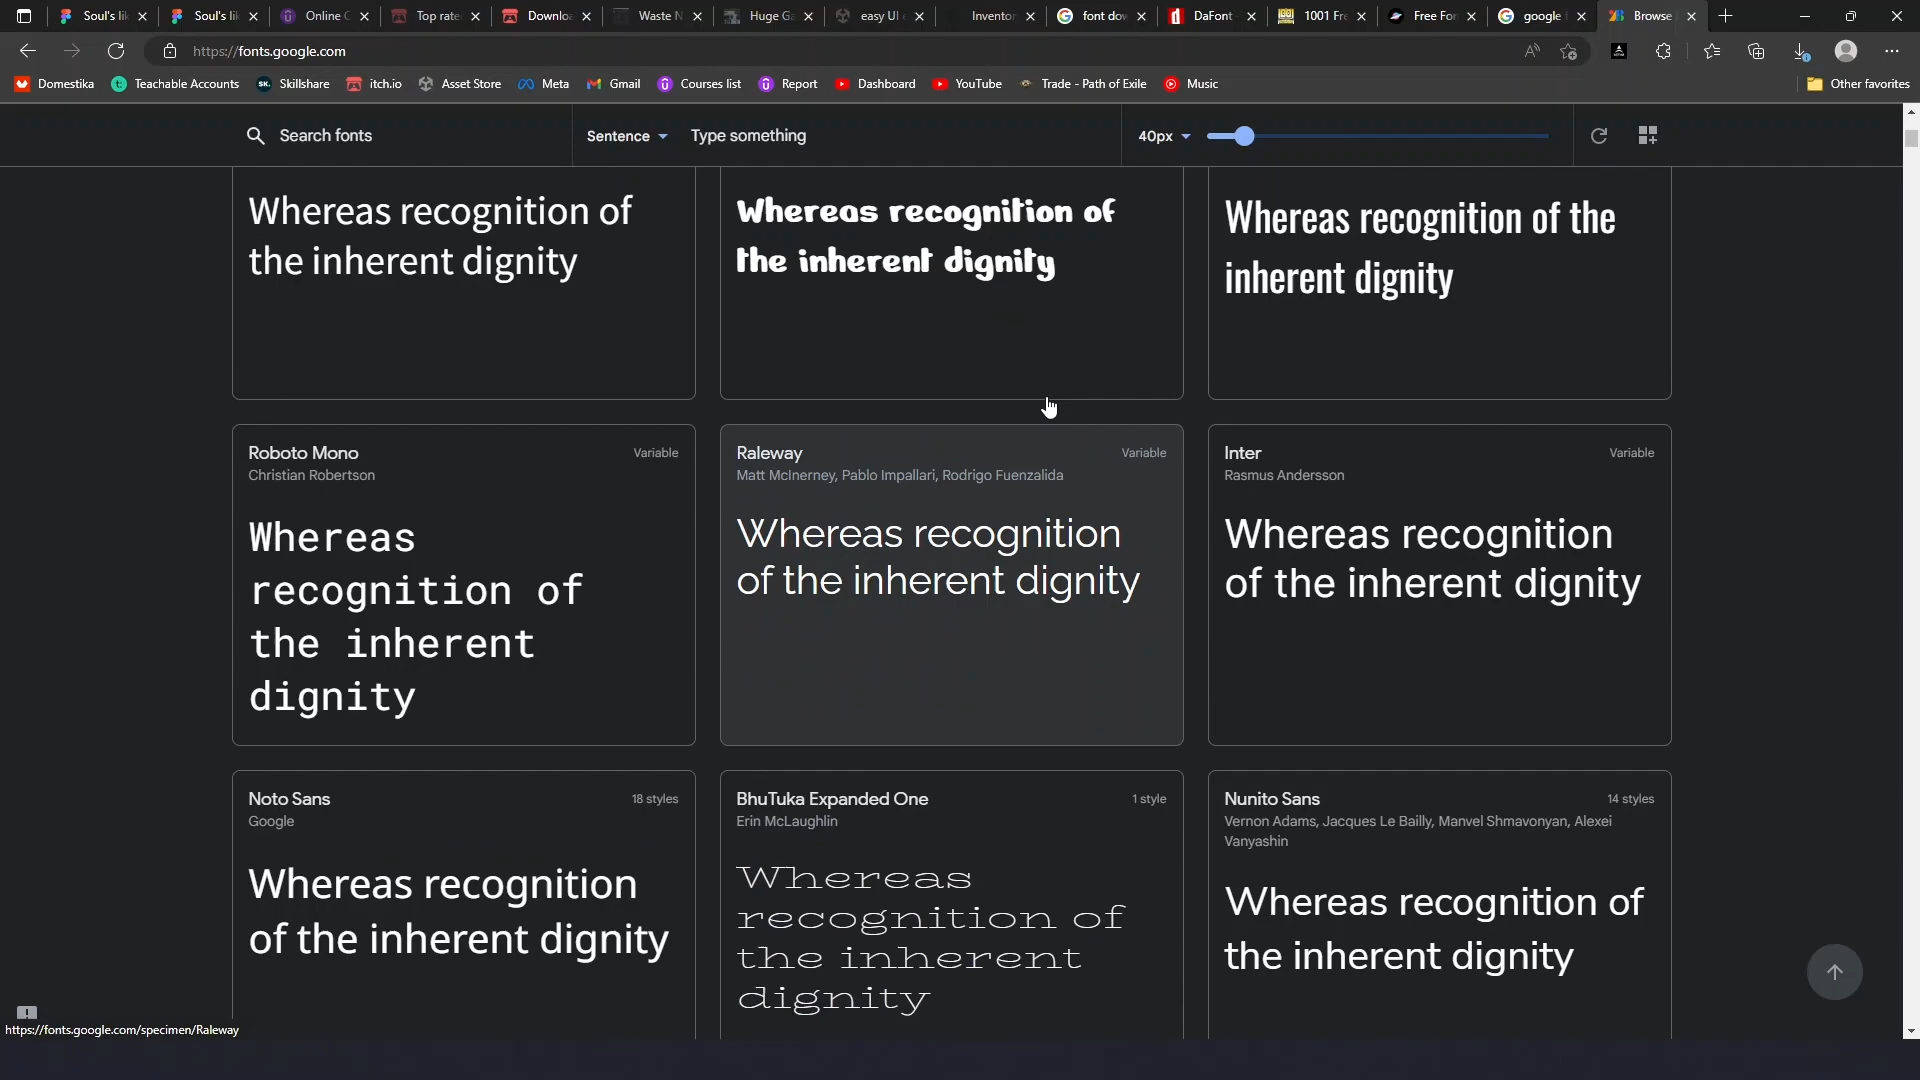 Soul's li
Soul's li
Online C
Top rate
Downlo
Waste N
Huge Ga
easy UI e
Inventor
font dow
DaFont
1001 Fre
Free Fon
google
Browse
https://fonts.google.com
Domestika
Teachable Accounts
Skillshare
itch.io
Asset Store
Meta
Gmail
Courses list
Report
Dashboard
YouTube
Trade - Path of Exile
Music
Other favorites
Search fonts
Sentence
Type something
40px
Whereas recognition of
the inherent dignity
Whereas recognition of
the inherent dignity
Whereas recognition of the
inherent dignity
Roboto Mono
Variable
Christian Robertson
Whereas
recognition of
the inherent
dignity
Raleway
Variable
Matt McInerney, Pablo Impallari, Rodrigo Fuenzalida
Whereas recognition
of the inherent dignity
Inter
Variable
Rasmus Andersson
Whereas recognition
of the inherent dignity
Noto Sans
18 styles
Google
Whereas recognition
of the inherent dignity
BhuTuka Expanded One
1 style
Erin McLaughlin
Whereas
recognition of
the inherent
dignity
Nunito Sans
14 styles
Vernon Adams, Jacques Le Bailly, Manvel Shmavonyan, Alexei
Vanyashin
Whereas recognition of
the inherent dignity
https://fonts.google.com/specimen/Raleway